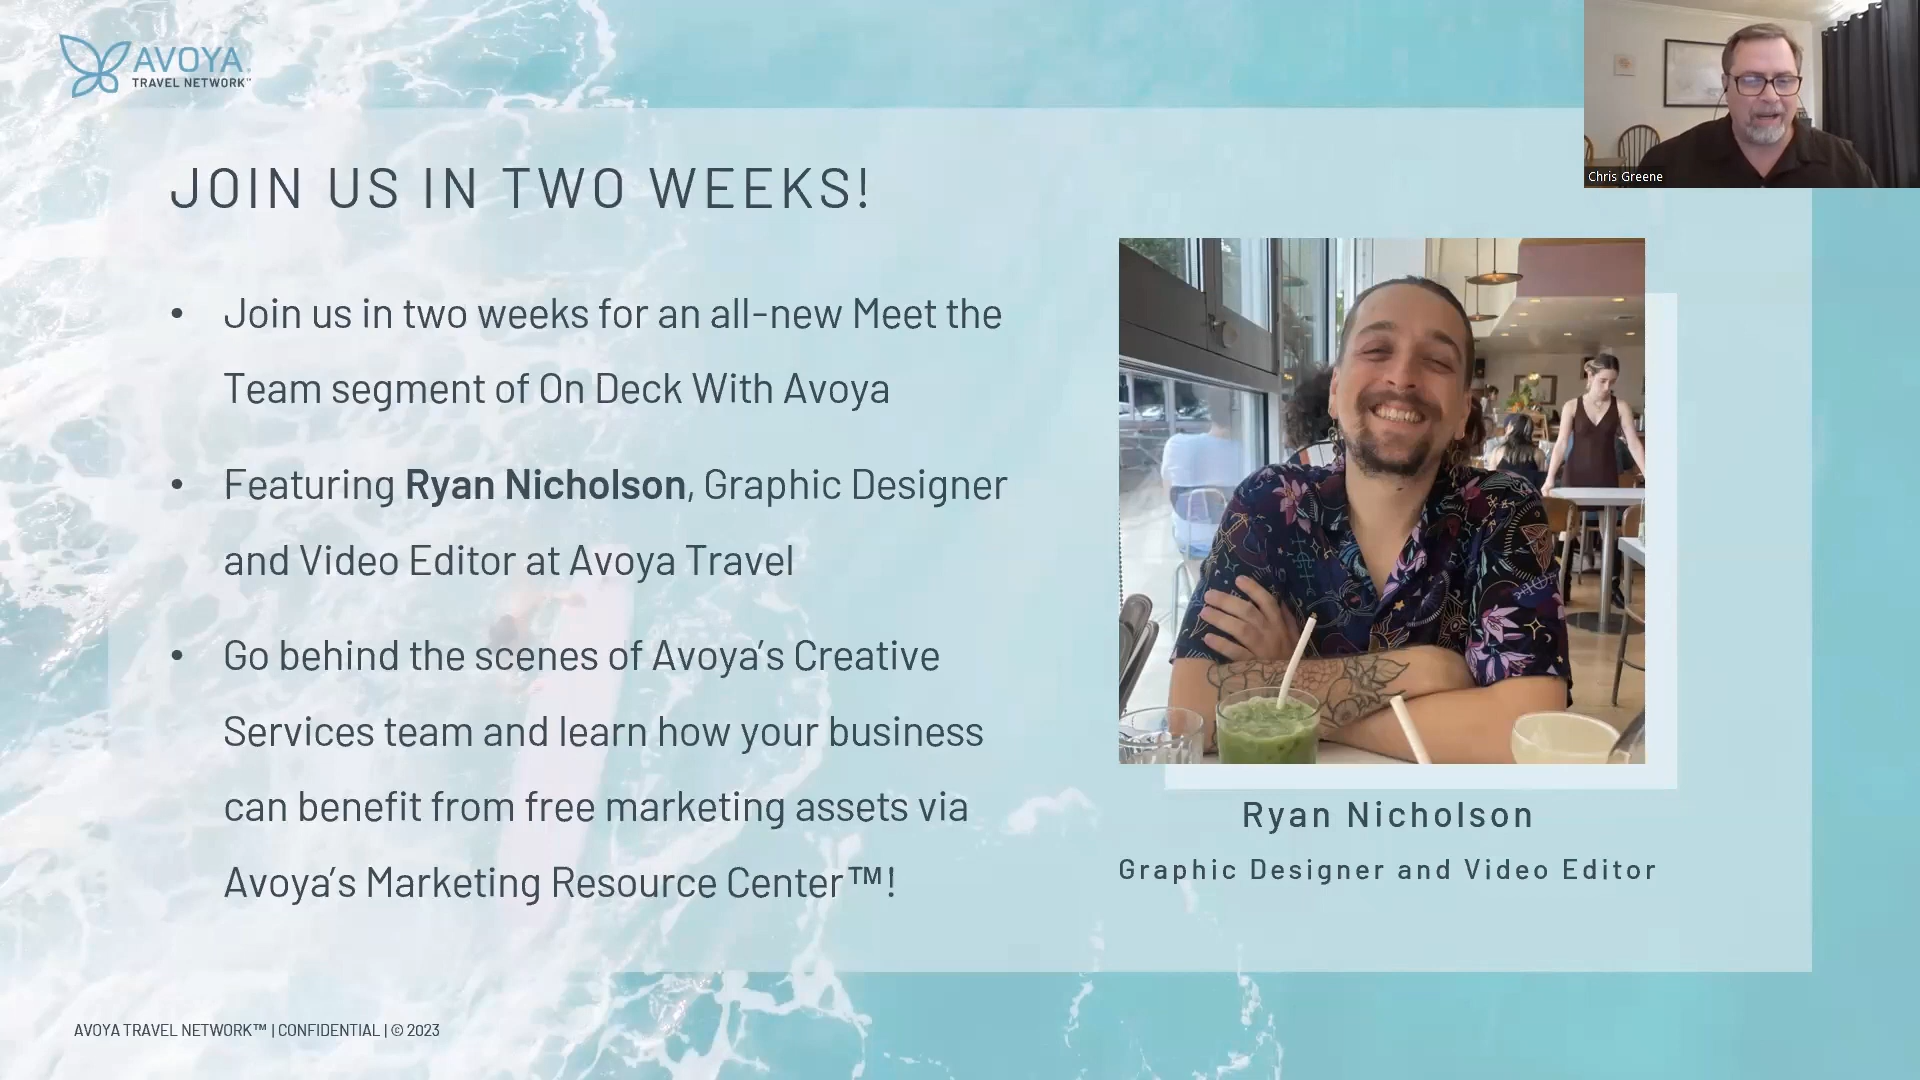 AVOYA
TRAVEL NETWORK™
Chris Greene
JOIN US IN TWO WEEKS!
• Join us in two weeks for an all-new Meet the
Team segment of On Deck With Avoya
• Featuring Ryan Nicholson, Graphic Designer
and Video Editor at Avoya Travel
• Go behind the scenes of Avoya’s Creative
Services team and learn how your business
can benefit from free marketing assets via
Avoya’s Marketing Resource Center™!
Ryan Nicholson
Graphic Designer and Video Editor
AVOYA TRAVEL NETWORK™ | CONFIDENTIAL | © 2023